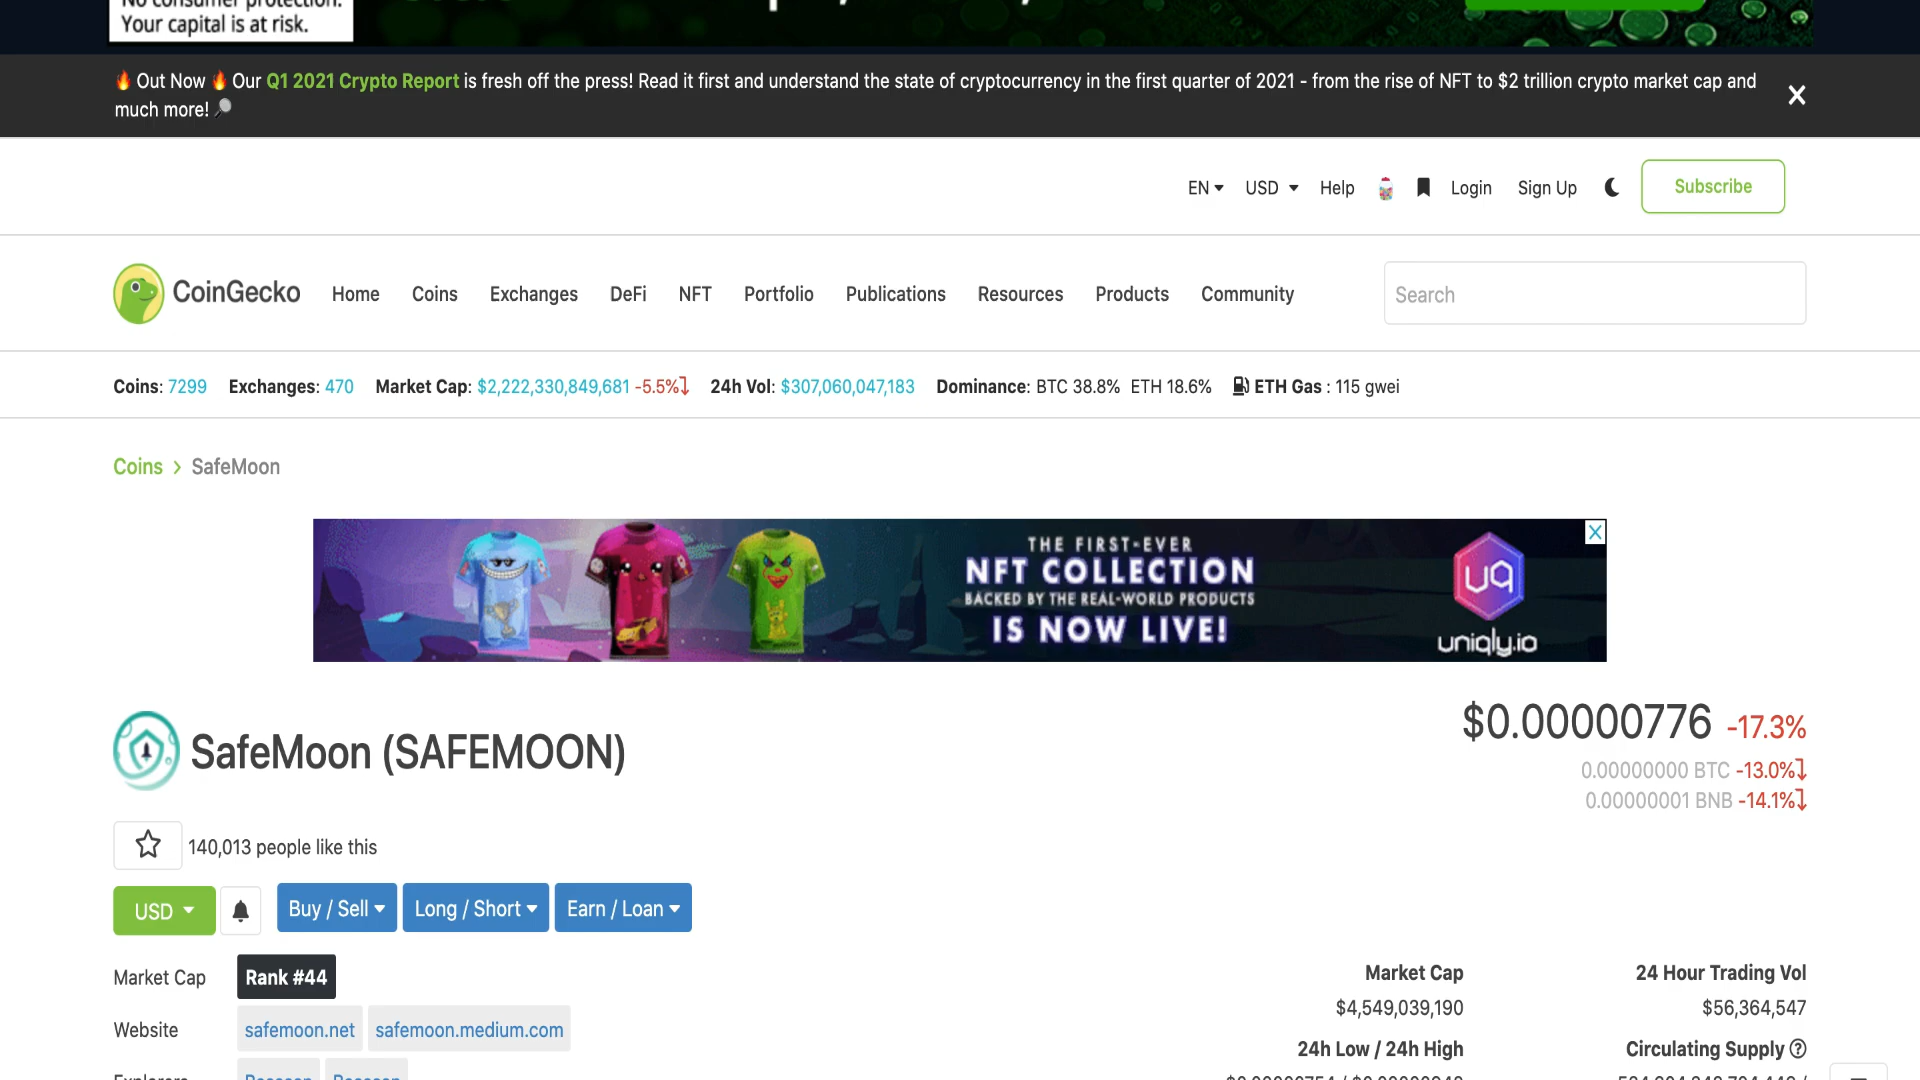 Your capital is at risk.
🔥 Out Now 🔥 Our Q1 2021 Crypto Report is fresh off the press! Read it first and understand the state of cryptocurrency in the first quarter of 2021 - from the rise of NFT to $2 trillion crypto market cap and
much more! 🔎
EN USD Help Login Sign Up Subscribe
CoinGecko Home Coins Exchanges DeFi NFT Portfolio Publications Resources Products Community Search
Coins: 7299 Exchanges: 470 Market Cap: $2,222,330,849,681 -5.5% 24h Vol: $307,060,047,183 Dominance: BTC 38.8% ETH 18.6% ETH Gas : 115 gwei
Coins > SafeMoon
THE FIRST-EVER
NFT COLLECTION
BACKED BY THE REAL-WORLD PRODUCTS
IS NOW LIVE!
uq
uniqly.io
SafeMoon (SAFEMOON)
$0.00000776 -17.3%
0.00000000 BTC -13.0%
0.00000001 BNB -14.1%
140,013 people like this
USD Buy / Sell Long / Short Earn / Loan
Market Cap Rank #44
Website safemoon.net safemoon.medium.com
Market Cap
$4,549,039,190
24h Low / 24h High
24 Hour Trading Vol
$56,364,547
Circulating Supply